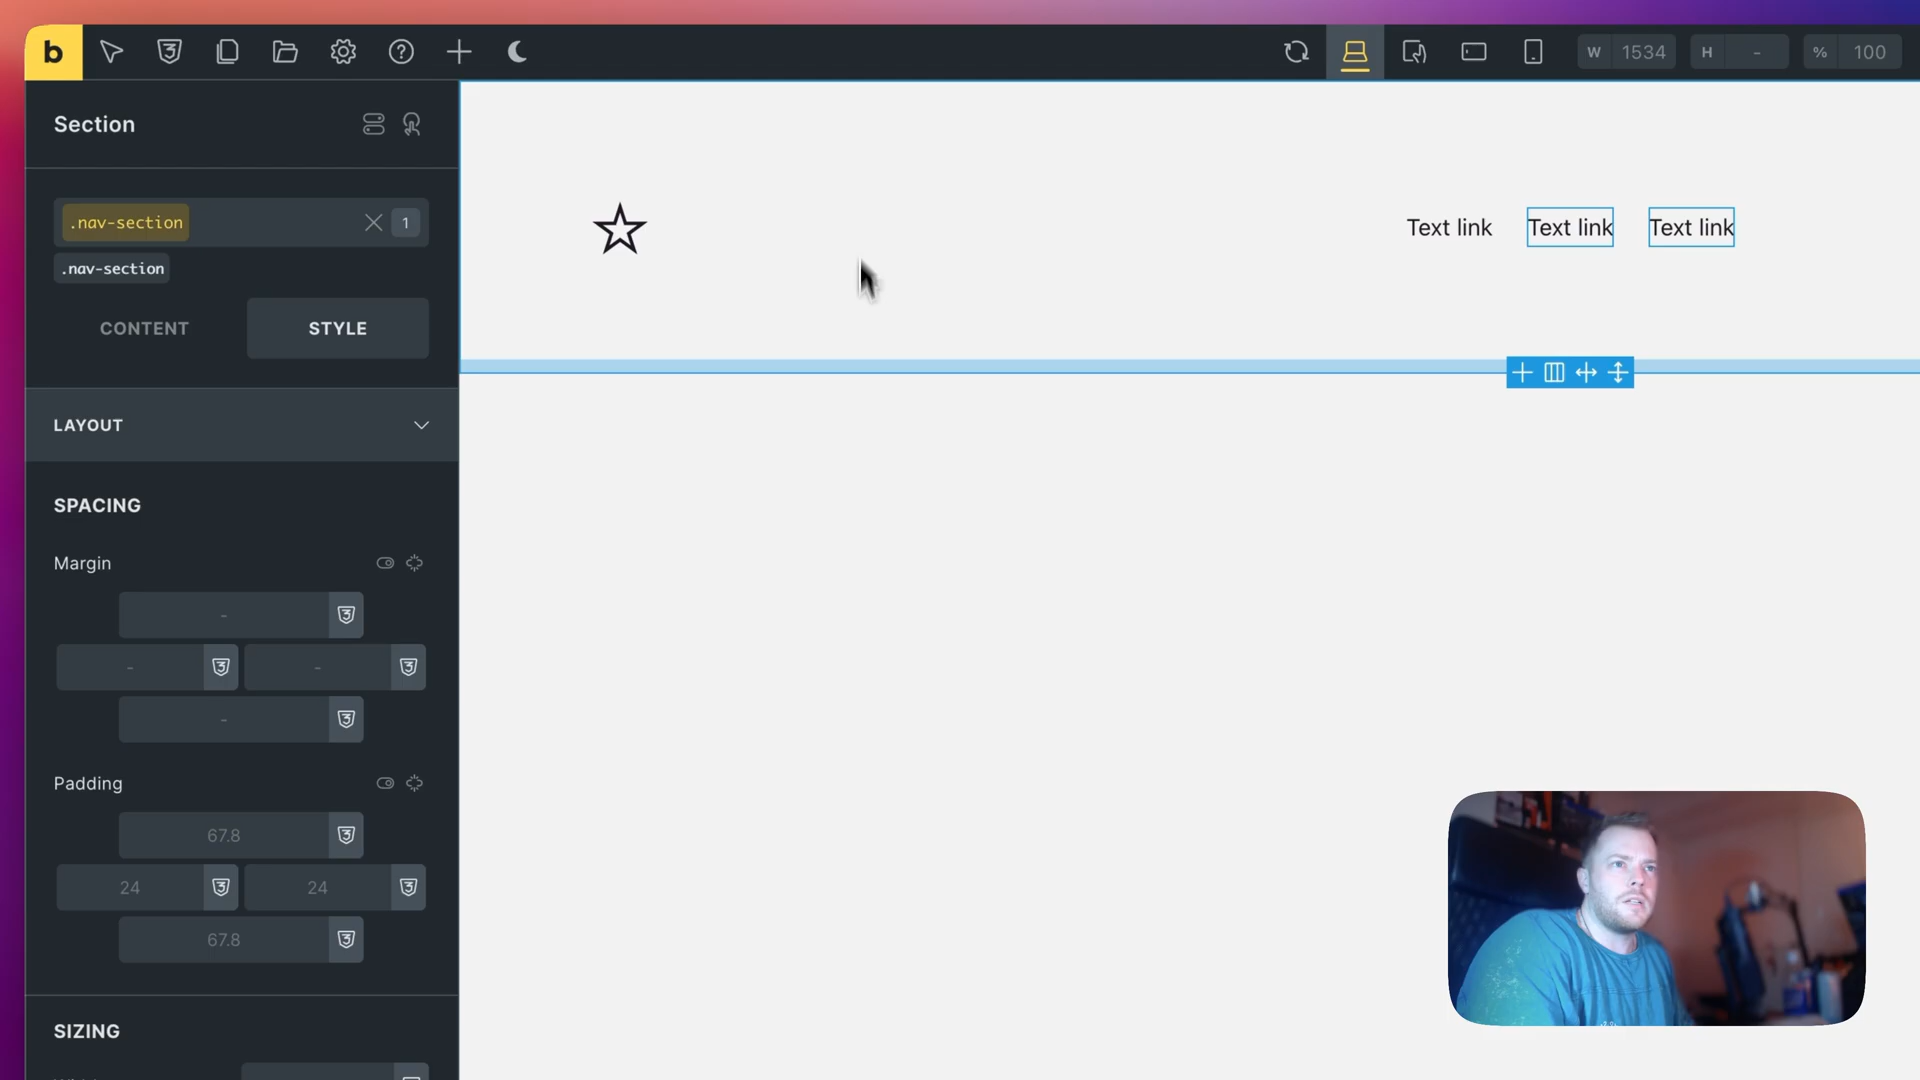 b
W 1534 H - % 100
Section
.nav-section 1
.nav-section
CONTENT STYLE
Text link Text link Text link
LAYOUT
SPACING
Margin
-
- -
-
Padding
67.8
24 24
67.8
SIZING